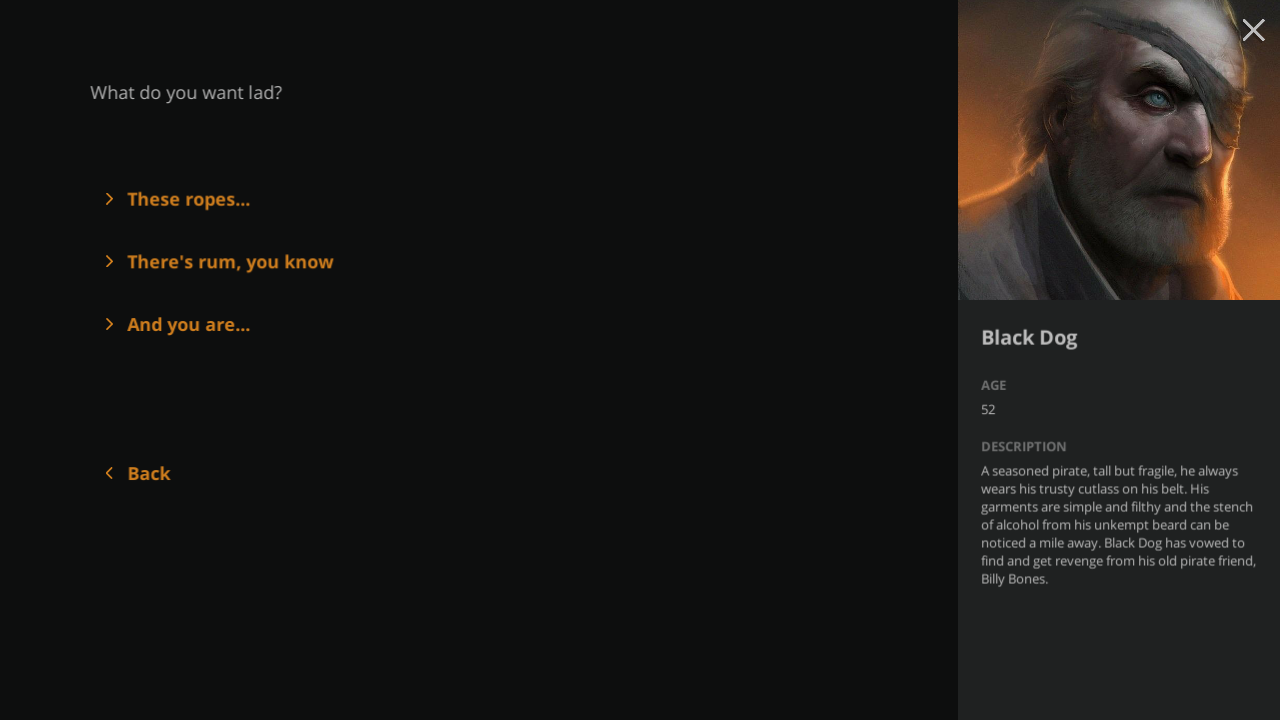 What do you want lad?
These ropes...
There's rum, you know
And you are...
Back
Black Dog
AGE
52
DESCRIPTION
A seasoned pirate, tall but fragile, he always
wears his trusty cutlass on his belt. His
garments are simple and filthy and the stench
of alcohol from his unkempt beard can be
noticed a mile away. Black Dog has vowed to
find and get revenge from his old pirate friend,
Billy Bones.